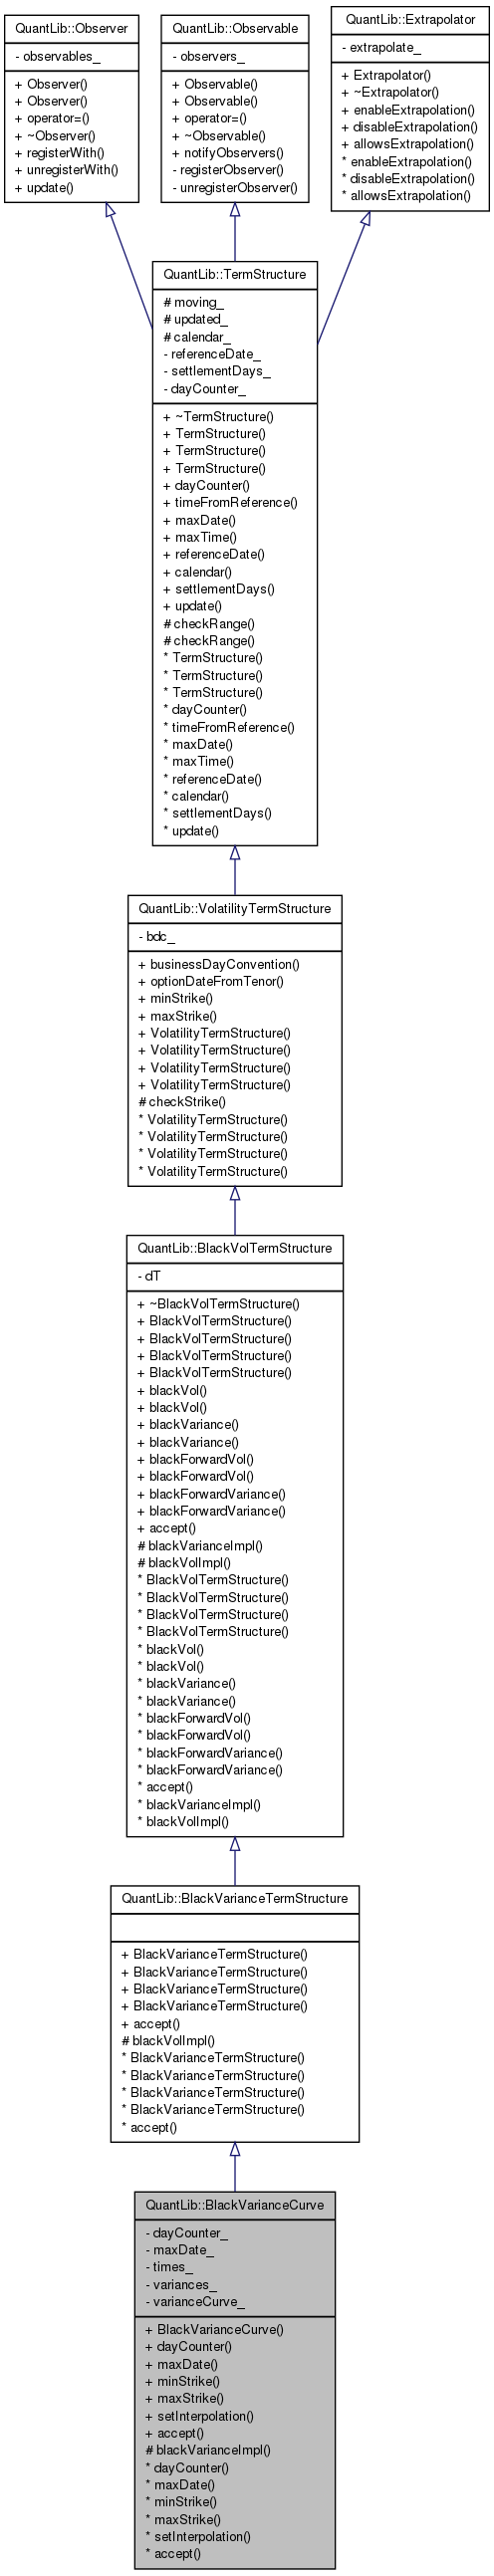 QuantLib::Observer
- observables_
+ Observer()
+ Observer()
+ operator=()
+ ~Observer()
+ registerWith()
+ unregisterWith()
+ update()
QuantLib::Observable
- observers_
+ Observable()
+ Observable()
+ operator=()
+ ~Observable()
+ notifyObservers()
- registerObserver()
- unregisterObserver()
QuantLib::Extrapolator
- extrapolate_
+ Extrapolator()
+ ~Extrapolator()
+ enableExtrapolation()
+ disableExtrapolation()
+ allowsExtrapolation()
* enableExtrapolation()
* disableExtrapolation()
* allowsExtrapolation()
QuantLib::TermStructure
# moving_
# updated_
# calendar_
- referenceDate_
- settlementDays_
- dayCounter_
+ ~TermStructure()
+ TermStructure()
+ TermStructure()
+ TermStructure()
+ dayCounter()
+ timeFromReference()
+ maxDate()
+ maxTime()
+ referenceDate()
+ calendar()
+ settlementDays()
+ update()
# checkRange()
# checkRange()
* TermStructure()
* TermStructure()
* TermStructure()
* dayCounter()
* timeFromReference()
* maxDate()
* maxTime()
* referenceDate()
* calendar()
* settlementDays()
* update()
QuantLib::VolatilityTermStructure
- bdc_
+ businessDayConvention()
+ optionDateFromTenor()
+ minStrike()
+ maxStrike()
+ VolatilityTermStructure()
+ VolatilityTermStructure()
+ VolatilityTermStructure()
+ VolatilityTermStructure()
# checkStrike()
* VolatilityTermStructure()
* VolatilityTermStructure()
* VolatilityTermStructure()
* VolatilityTermStructure()
QuantLib::BlackVolTermStructure
- dT
+ ~BlackVolTermStructure()
+ BlackVolTermStructure()
+ BlackVolTermStructure()
+ BlackVolTermStructure()
+ BlackVolTermStructure()
+ blackVol()
+ blackVol()
+ blackVariance()
+ blackVariance()
+ blackForwardVol()
+ blackForwardVol()
+ blackForwardVariance()
+ blackForwardVariance()
+ accept()
# blackVarianceImpl()
# blackVolImpl()
* BlackVolTermStructure()
* BlackVolTermStructure()
* BlackVolTermStructure()
* BlackVolTermStructure()
* blackVol()
* blackVol()
* blackVariance()
* blackVariance()
* blackForwardVol()
* blackForwardVol()
* blackForwardVariance()
* blackForwardVariance()
* accept()
* blackVarianceImpl()
* blackVolImpl()
QuantLib::BlackVarianceTermStructure
+ BlackVarianceTermStructure()
+ BlackVarianceTermStructure()
+ BlackVarianceTermStructure()
+ BlackVarianceTermStructure()
+ accept()
# blackVolImpl()
* BlackVarianceTermStructure()
* BlackVarianceTermStructure()
* BlackVarianceTermStructure()
* BlackVarianceTermStructure()
* accept()
QuantLib::BlackVarianceCurve
- dayCounter_
- maxDate_
- times_
- variances_
- varianceCurve_
+ BlackVarianceCurve()
+ dayCounter()
+ maxDate()
+ minStrike()
+ maxStrike()
+ setInterpolation()
+ accept()
# blackVarianceImpl()
* dayCounter()
* maxDate()
* minStrike()
* maxStrike()
* setInterpolation()
* accept()